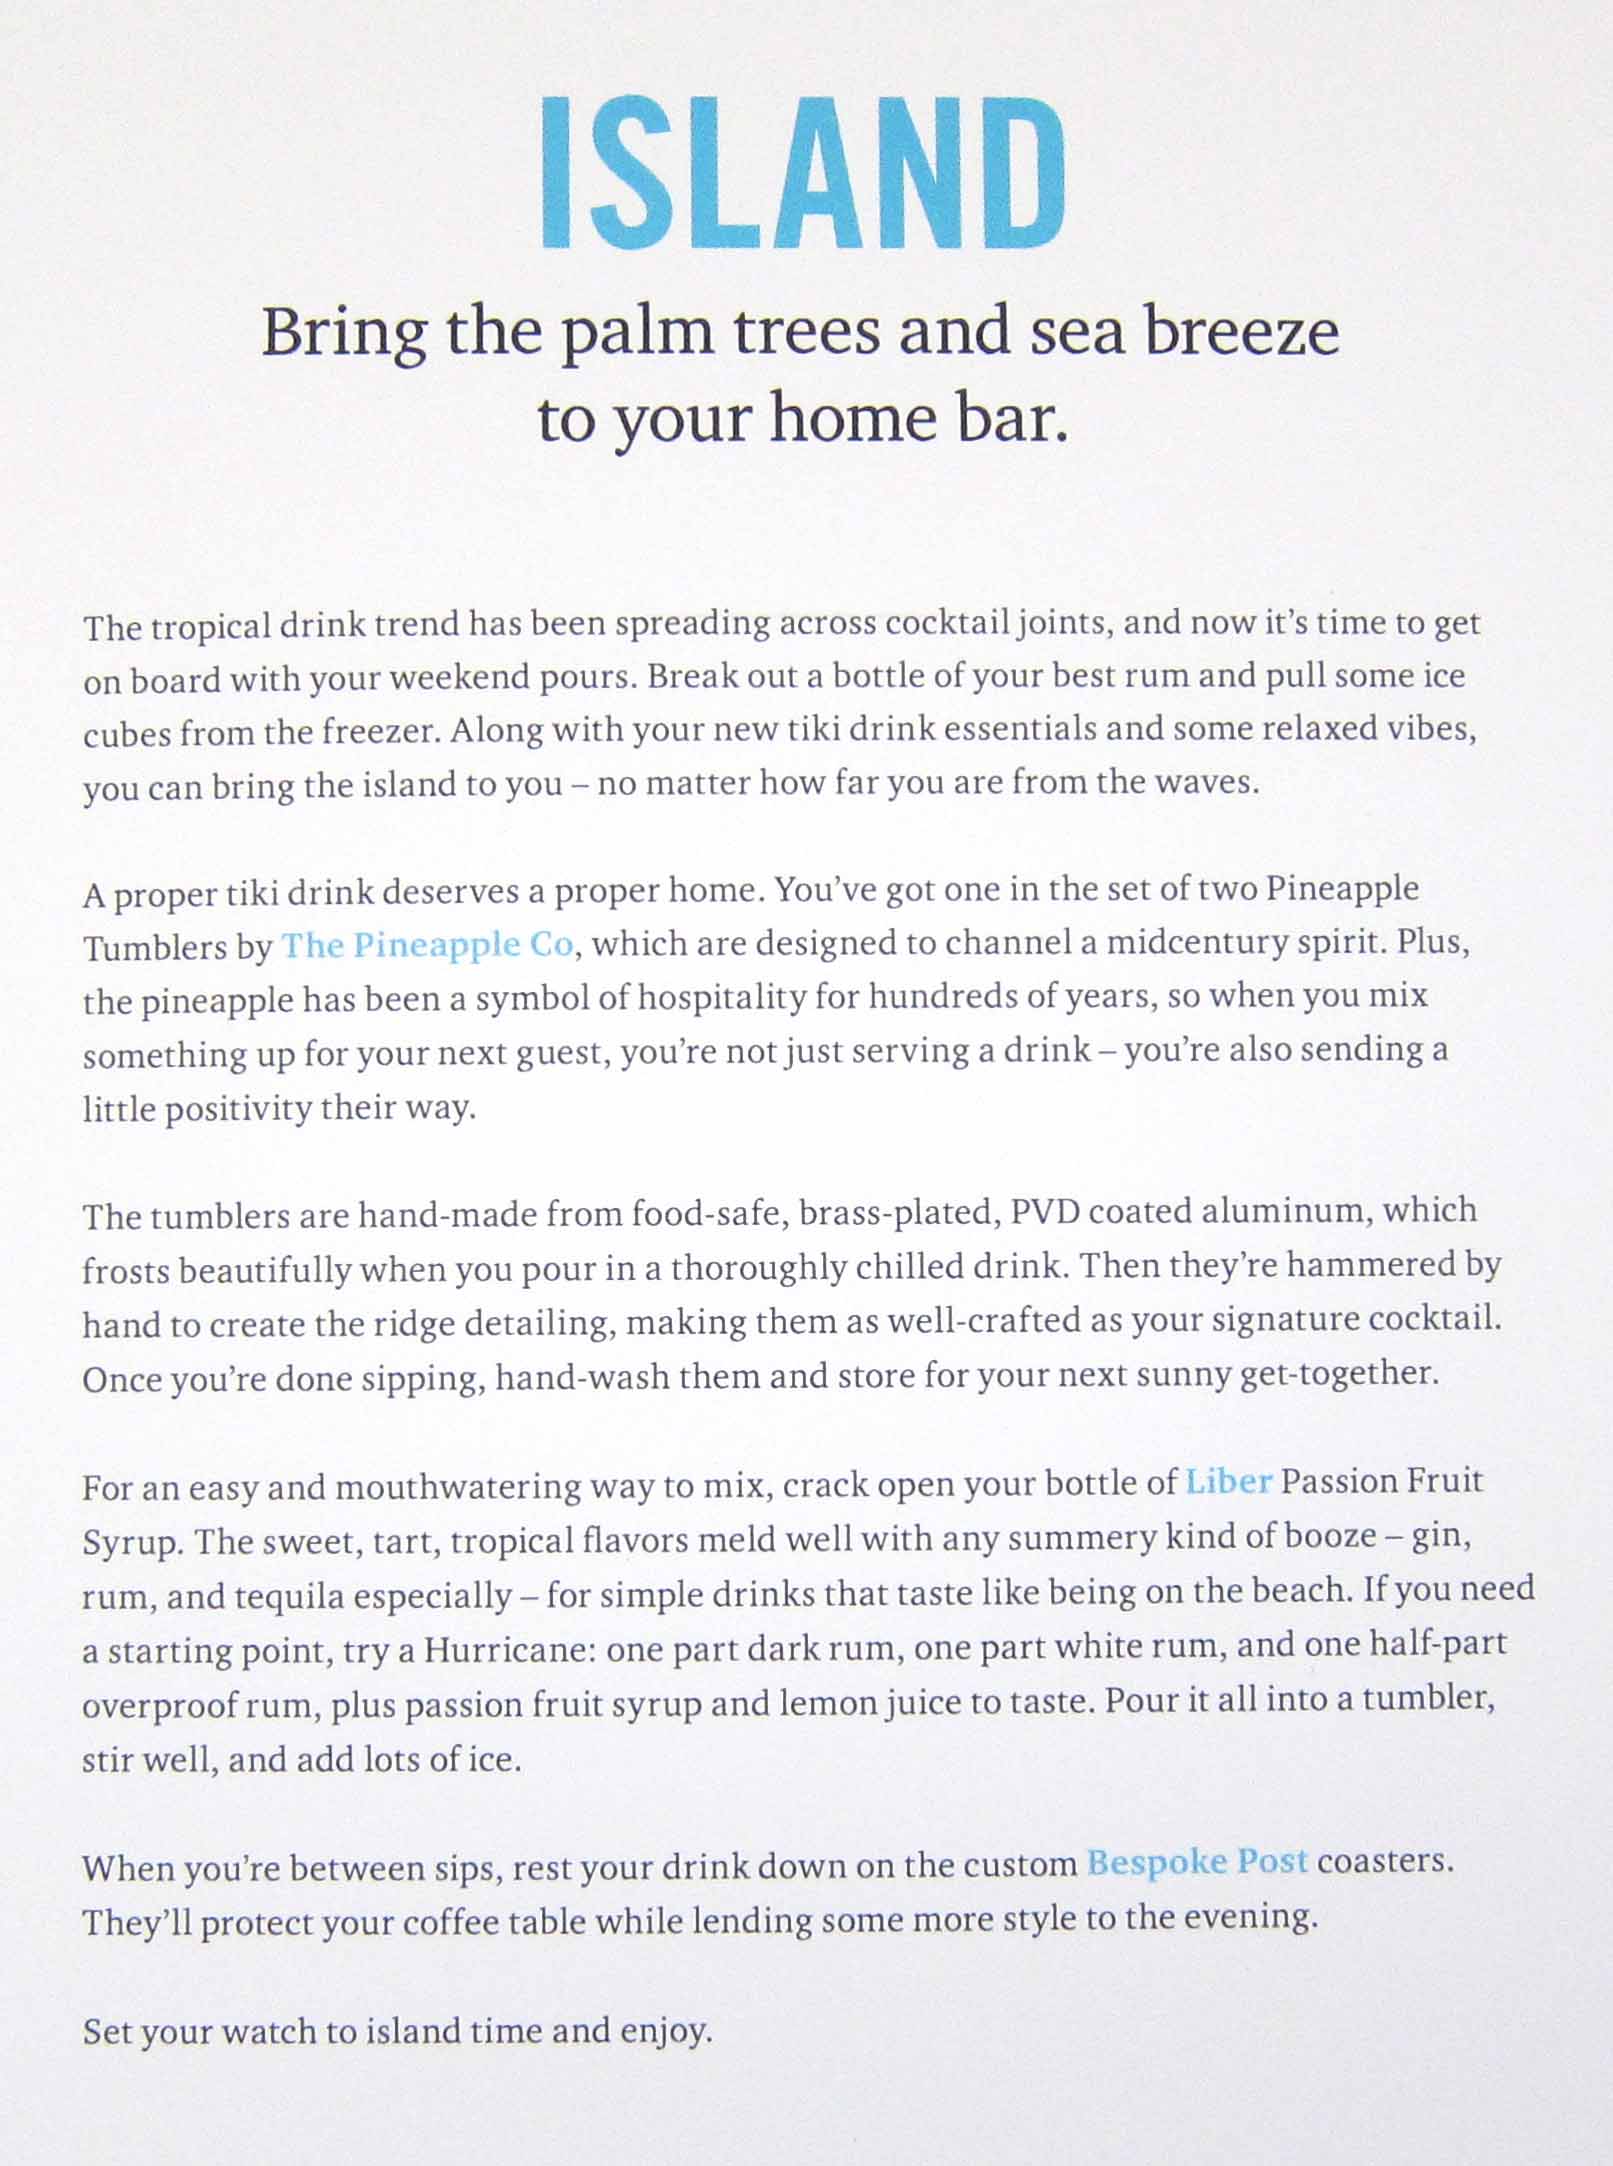 ISLAND
Bring the palm trees and sea breeze
to your home bar.
The tropical drink trend has been spreading across cocktail joints, and now it’s time to get
on board with your weekend pours. Break out a bottle of your best rum and pull some ice
cubes from the freezer. Along with your new tiki drink essentials and some relaxed vibes,
you can bring the island to you – no matter how far you are from the waves.
A proper tiki drink deserves a proper home. You’ve got one in the set of two Pineapple
Tumblers by The Pineapple Co, which are designed to channel a midcentury spirit. Plus,
the pineapple has been a symbol of hospitality for hundreds of years, so when you mix
something up for your next guest, you’re not just serving a drink – you’re also sending a
little positivity their way.
The tumblers are hand-made from food-safe, brass-plated, PVD coated aluminum, which
frosts beautifully when you pour in a thoroughly chilled drink. Then they’re hammered by
hand to create the ridge detailing, making them as well-crafted as your signature cocktail.
Once you’re done sipping, hand-wash them and store for your next sunny get-together.
For an easy and mouthwatering way to mix, crack open your bottle of Liber Passion Fruit
Syrup. The sweet, tart, tropical flavors meld well with any summery kind of booze – gin,
rum, and tequila especially – for simple drinks that taste like being on the beach. If you need
a starting point, try a Hurricane: one part dark rum, one part white rum, and one half-part
overproof rum, plus passion fruit syrup and lemon juice to taste. Pour it all into a tumbler,
stir well, and add lots of ice.
When you’re between sips, rest your drink down on the custom Bespoke Post coasters.
They’ll protect your coffee table while lending some more style to the evening.
Set your watch to island time and enjoy.